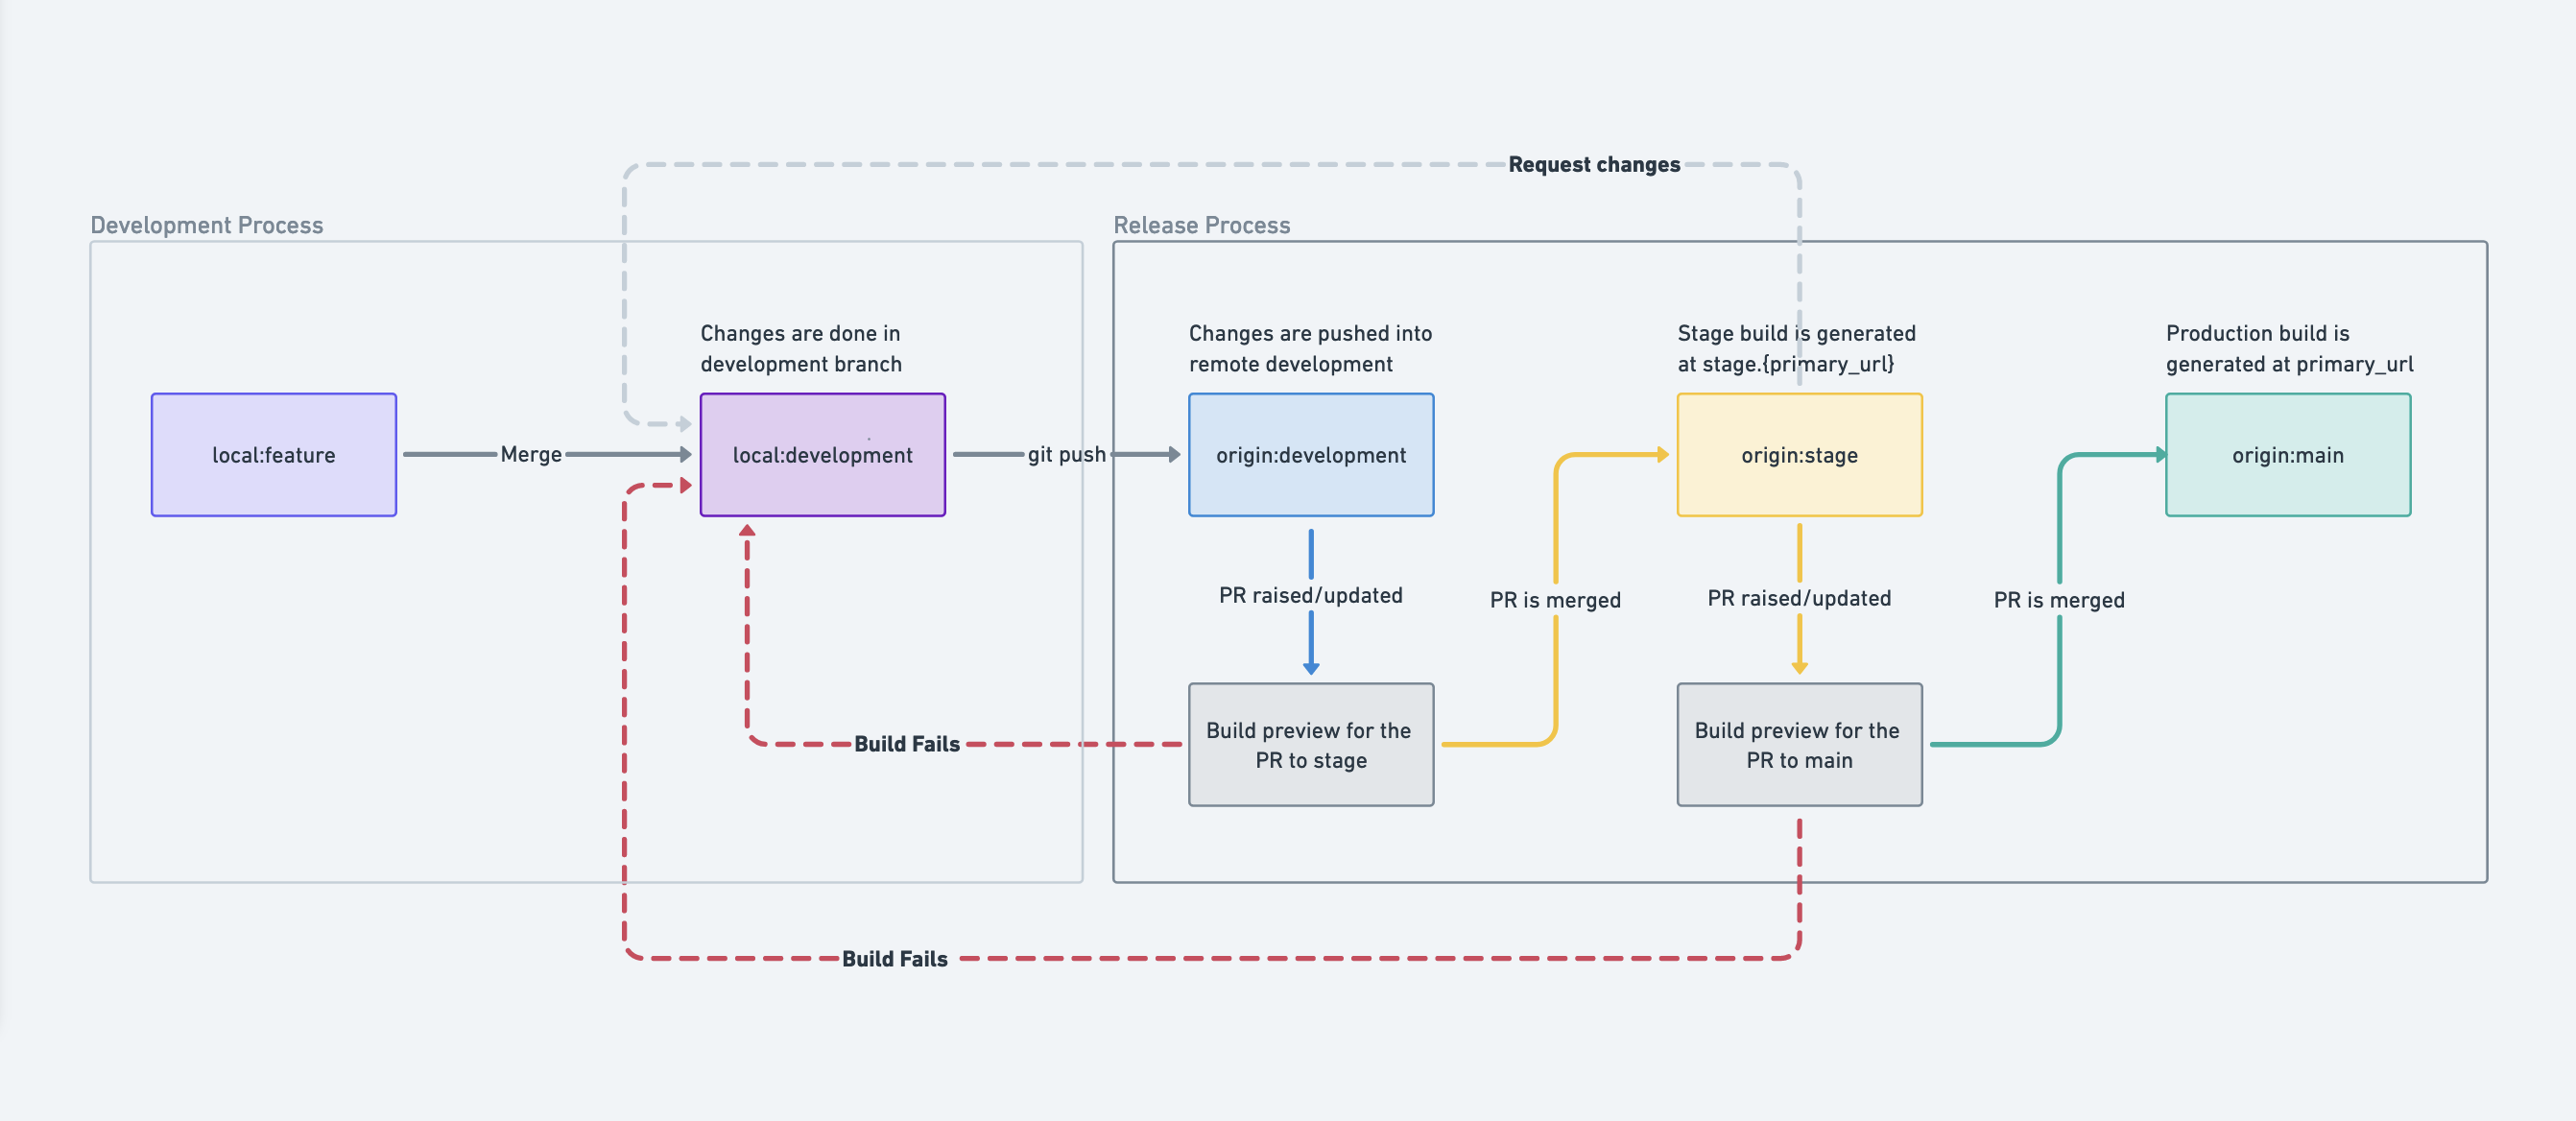 Request changes
Development Process
Release Process
Changes are done in
development branch
Changes are pushed into
remote development
Stage build is generated
at stage.{primary_url}
Production build is
generated at primary_url
local:feature
Merge
local:development
git push
origin:development
origin:stage
origin:main
PR raised/updated
PR is merged
PR raised/updated
PR is merged
Build Fails
Build preview for the
PR to stage
Build preview for the
PR to main
Build Fails